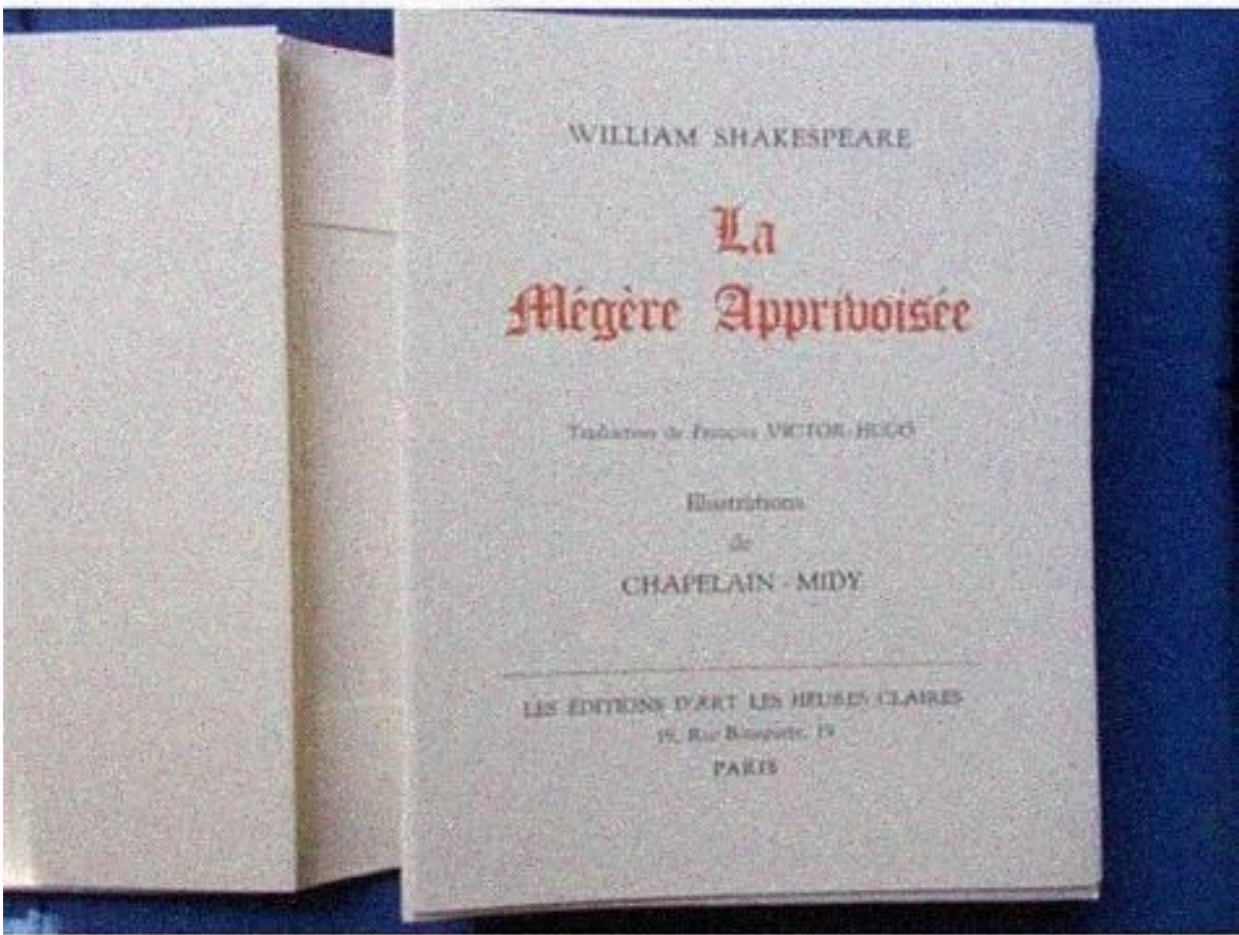 WILLIAM SHAKESPEARE
La
Mégère Apprivoisée
Traduction de François VICTOR-HUGO
Illustrations
de
CHAPELAIN-MIDY
LES ÉDITIONS D'ART LES HEURES CLAIRES
19, Rue Bonaparte, 19
PARIS